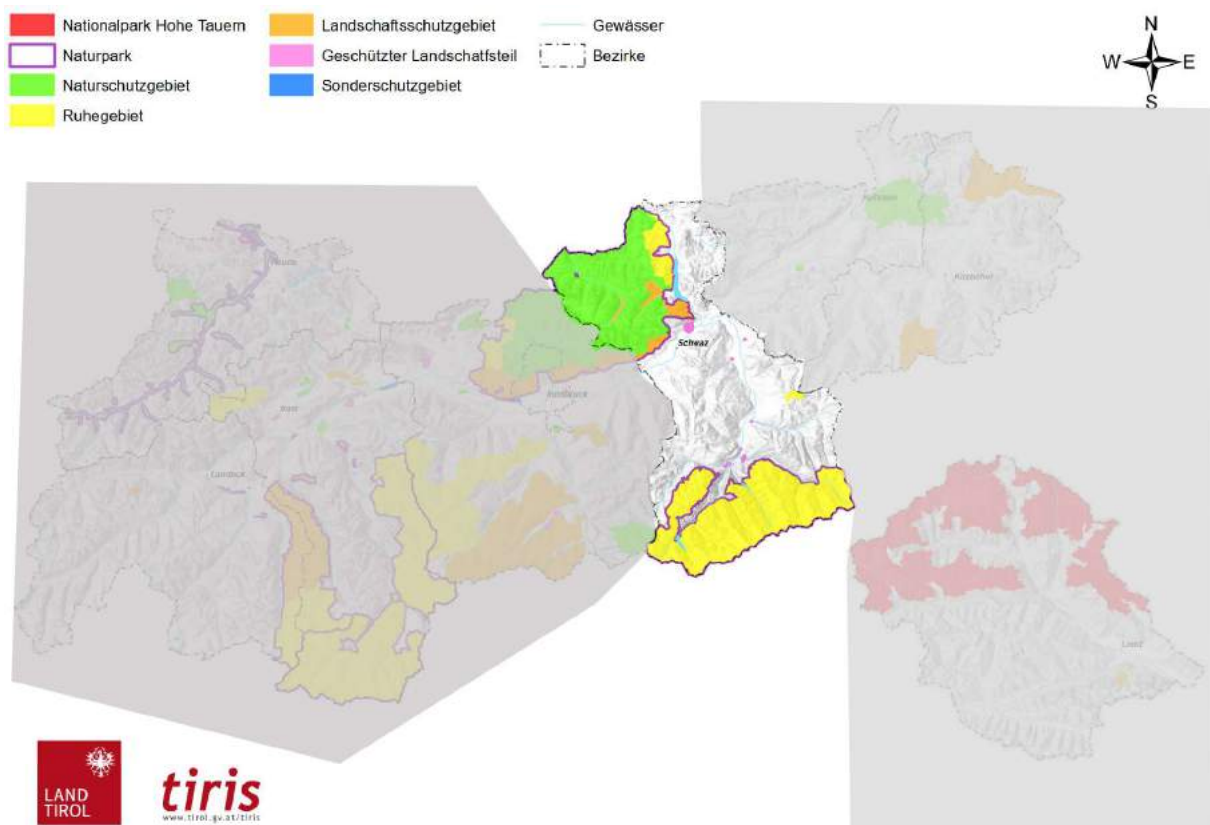 Nationalpark Hohe Tauern
Naturpark
Naturschutzgebiet
Ruhegebiet
Landschaftsschutzgebiet
Geschützter Landschatfsteil
Sonderschutzgebiet
Gewässer
Bezirke
N
W
E
S
Reutte
Kufstein
Kitzbühel
Schwaz
Innsbruck
Imst
Landeck
Lienz
LAND
TIROL
tiris
www.tirol.gv.at/tiris